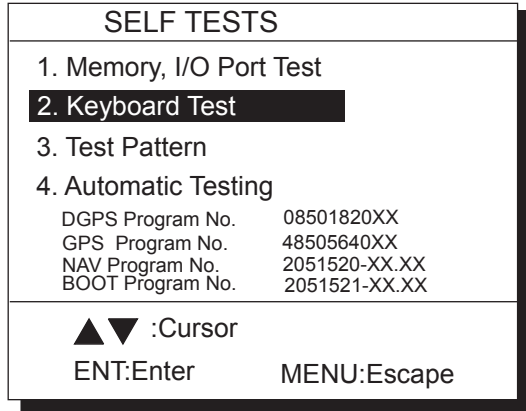 SELF TESTS
1. Memory, I/O Port Test
2. Keyboard Test
3. Test Pattern
4. Automatic Testing
DGPS Program No. 08501820XX
GPS Program No. 48505640XX
NAV Program No. 2051520-XX.XX
BOOT Program No. 2051521-XX.XX
▲▼ :Cursor
ENT:Enter MENU:Escape